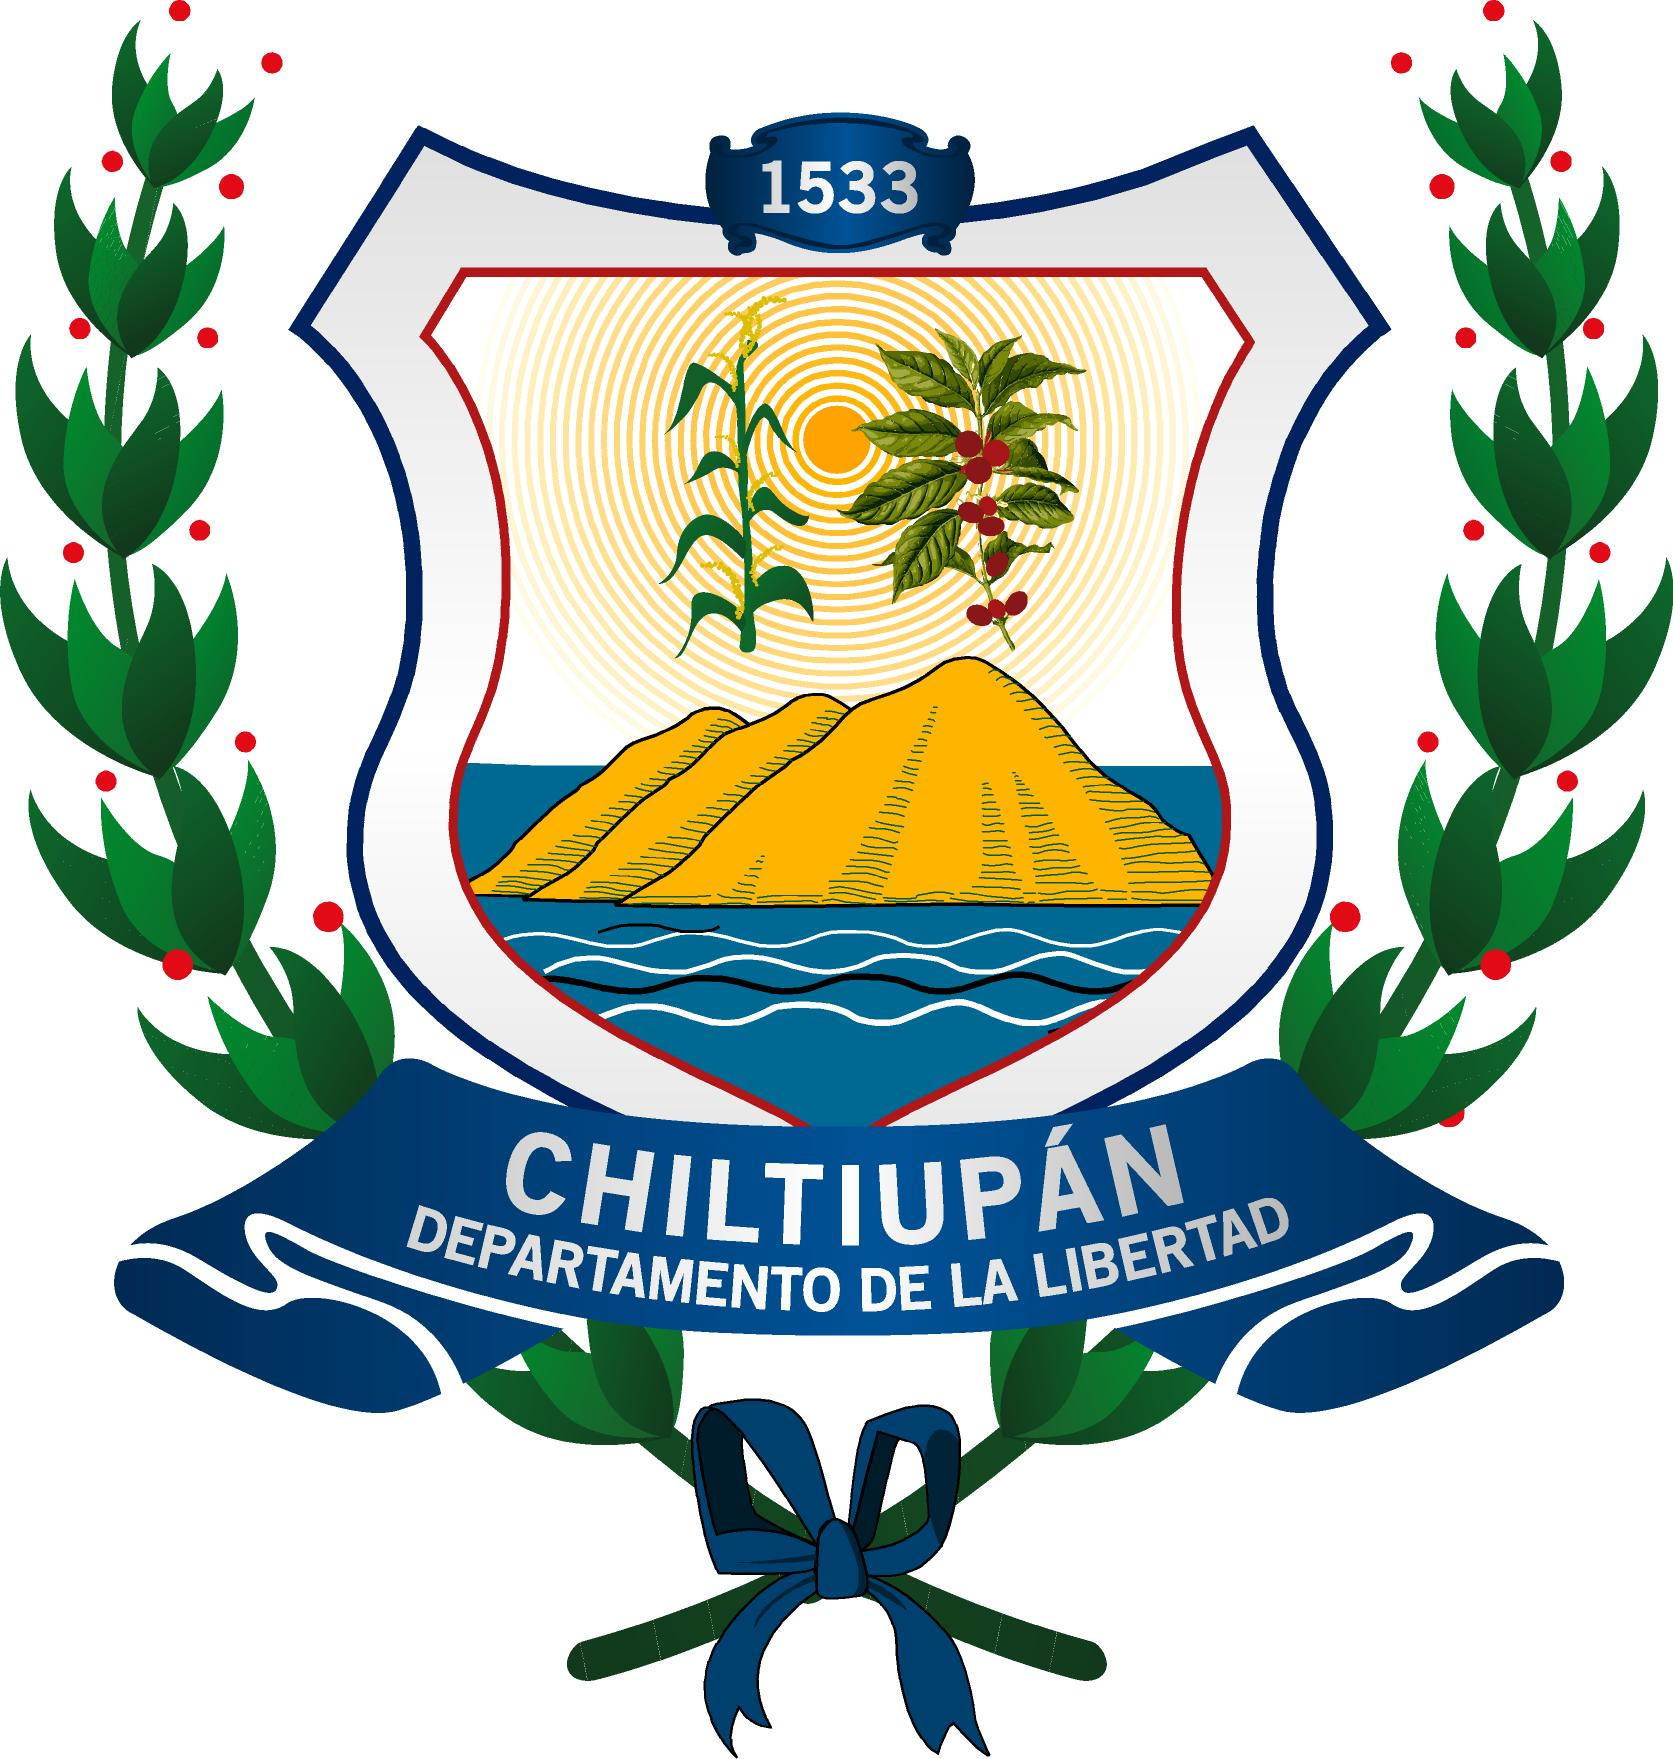 1533
CHILTIUPÁN
DEPARTAMENTO DE LA LIBERTAD